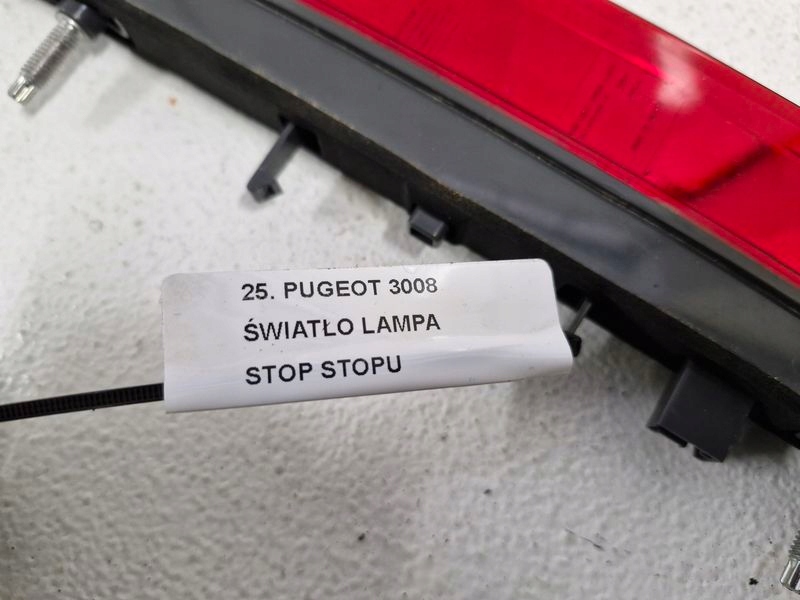 25. PUGEOT 3008
ŚWIATŁO LAMPA
STOP STOPU